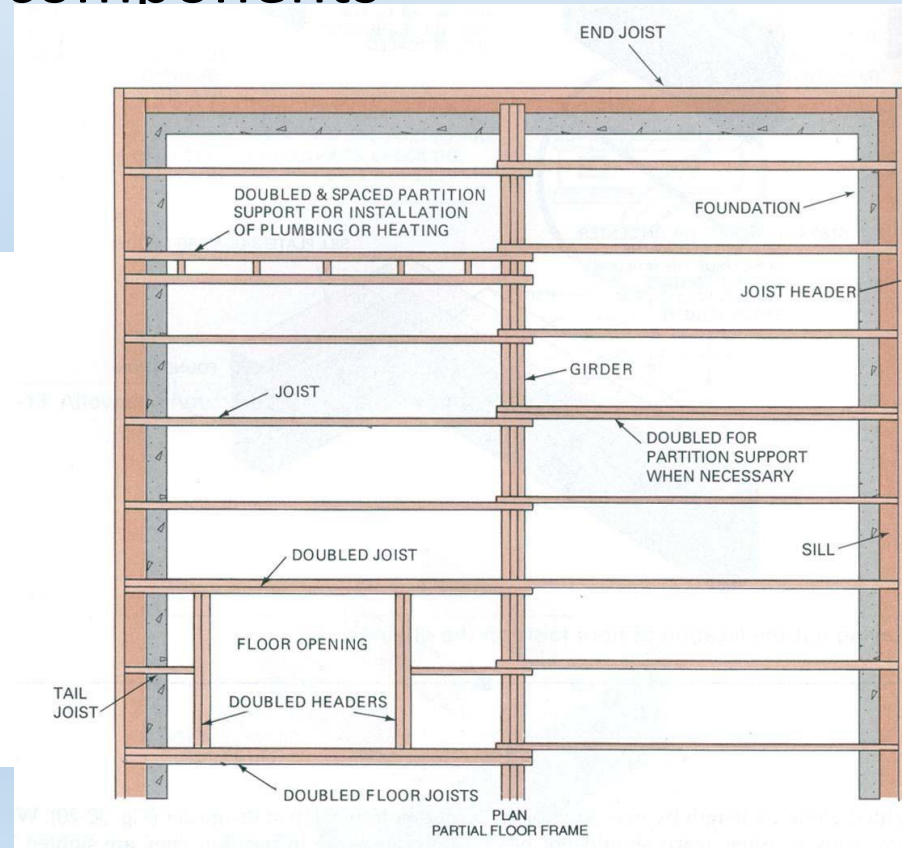 components
END JOIST
DOUBLED & SPACED PARTITION
SUPPORT FOR INSTALLATION
OF PLUMBING OR HEATING
FOUNDATION
JOIST HEADER
GIRDER
JOIST
DOUBLED FOR
PARTITION SUPPORT
WHEN NECESSARY
SILL
DOUBLED JOIST
FLOOR OPENING
TAIL
JOIST
DOUBLED HEADERS
DOUBLED FLOOR JOISTS
PLAN
PARTIAL FLOOR FRAME